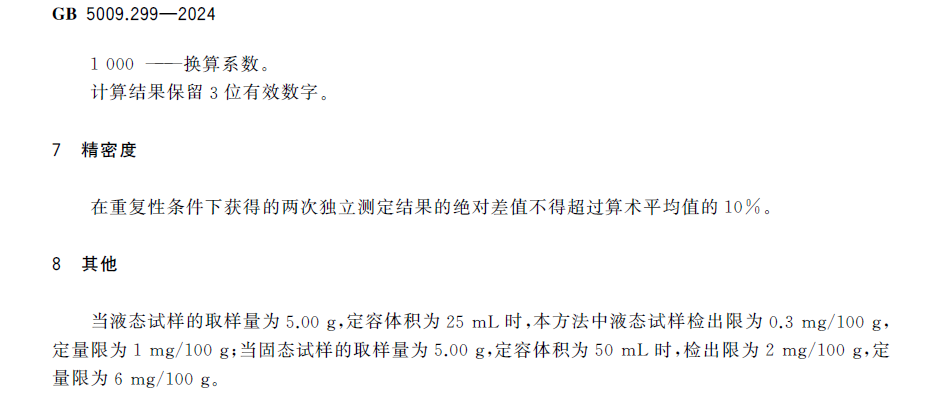 GB 5009.299—2024
1 000 ——换算系数。
计算结果保留 3 位有效数字。
7 精密度
在重复性条件下获得的两次独立测定结果的绝对差值不得超过算术平均值的 10%。
8 其他
当液态试样的取样量为 5.00 g,定容体积为 25 mL 时,本方法中液态试样检出限为 0.3 mg/100 g,
定量限为 1 mg/100 g;当固态试样的取样量为 5.00 g,定容体积为 50 mL 时,检出限为 2 mg/100 g,定
量限为 6 mg/100 g。